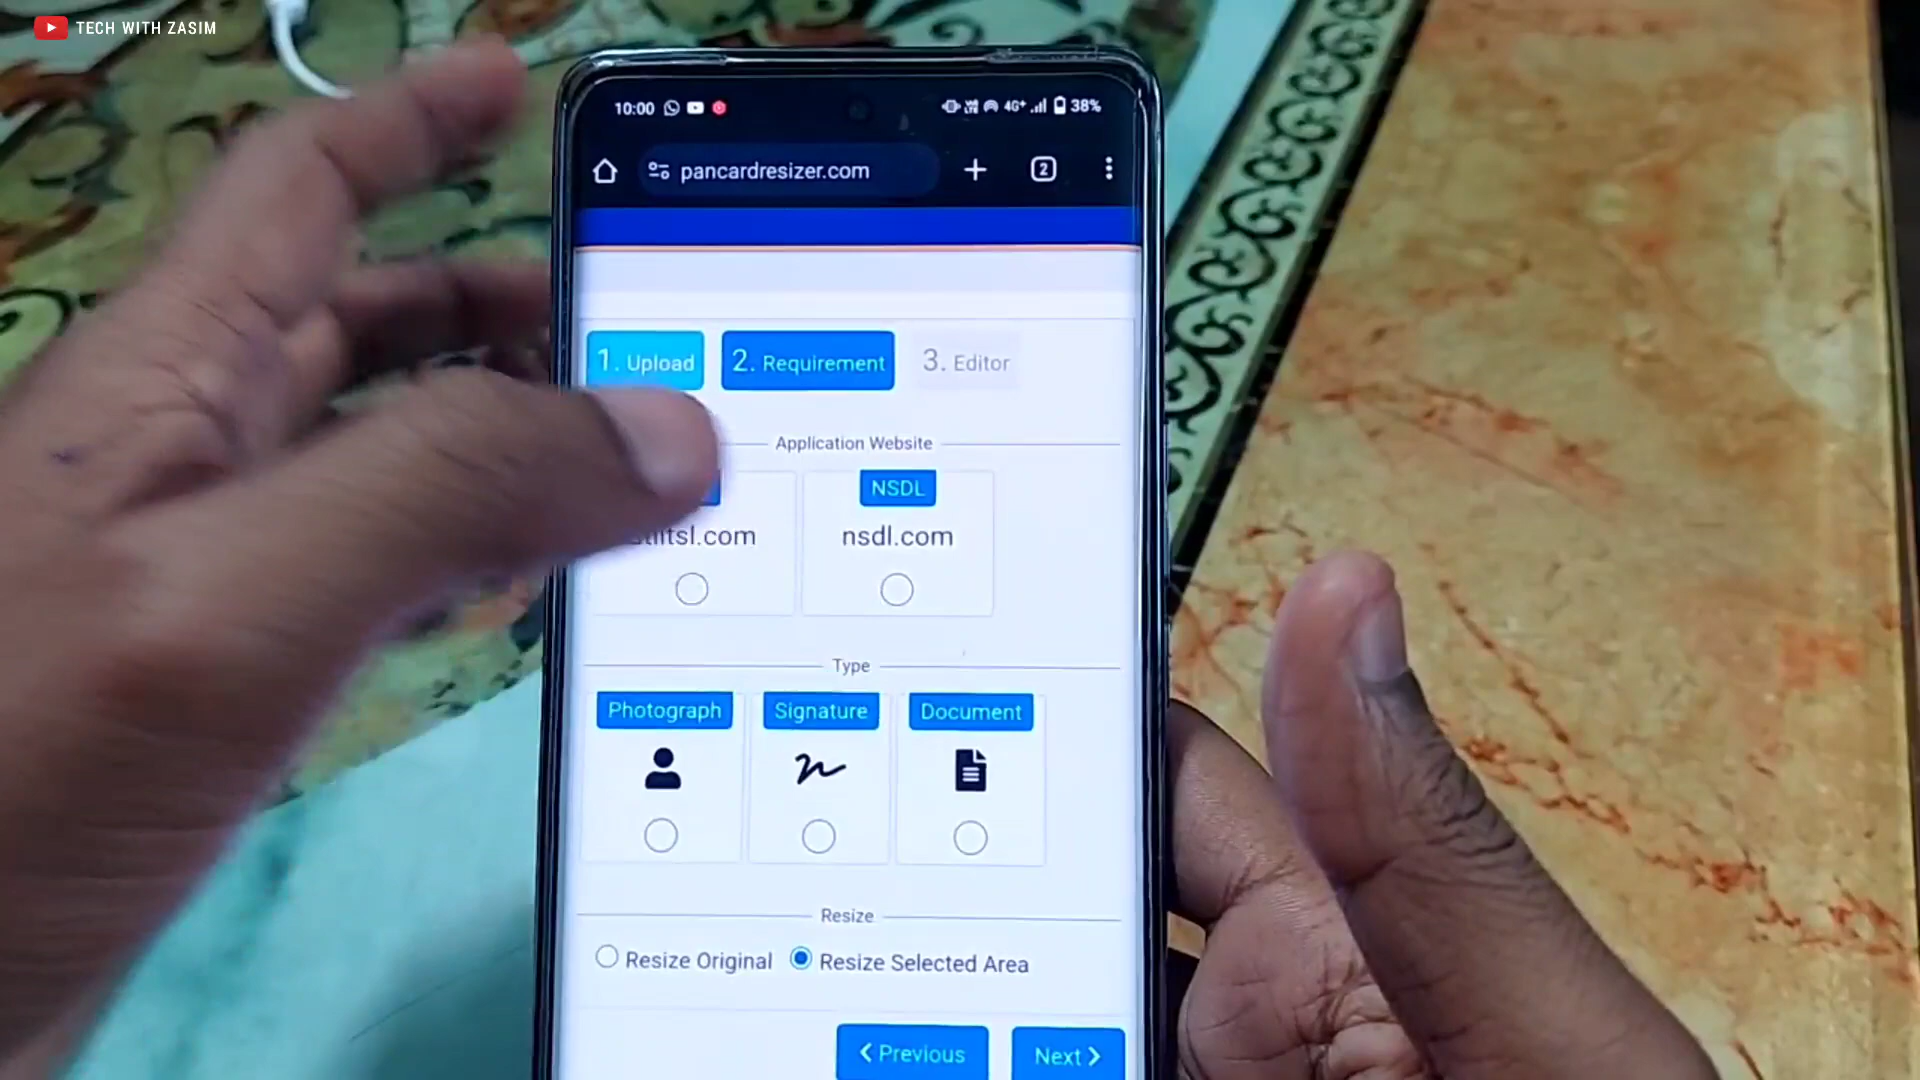 TECH WITH ZASIM
10:00 4G+ 38%
pancardresizer.com 2
1. Upload 2. Requirement 3. Editor
Application Website
NSDL
nsdl.com
Type
Photograph Signature Document
Resize
Resize Original Resize Selected Area
Previous Next